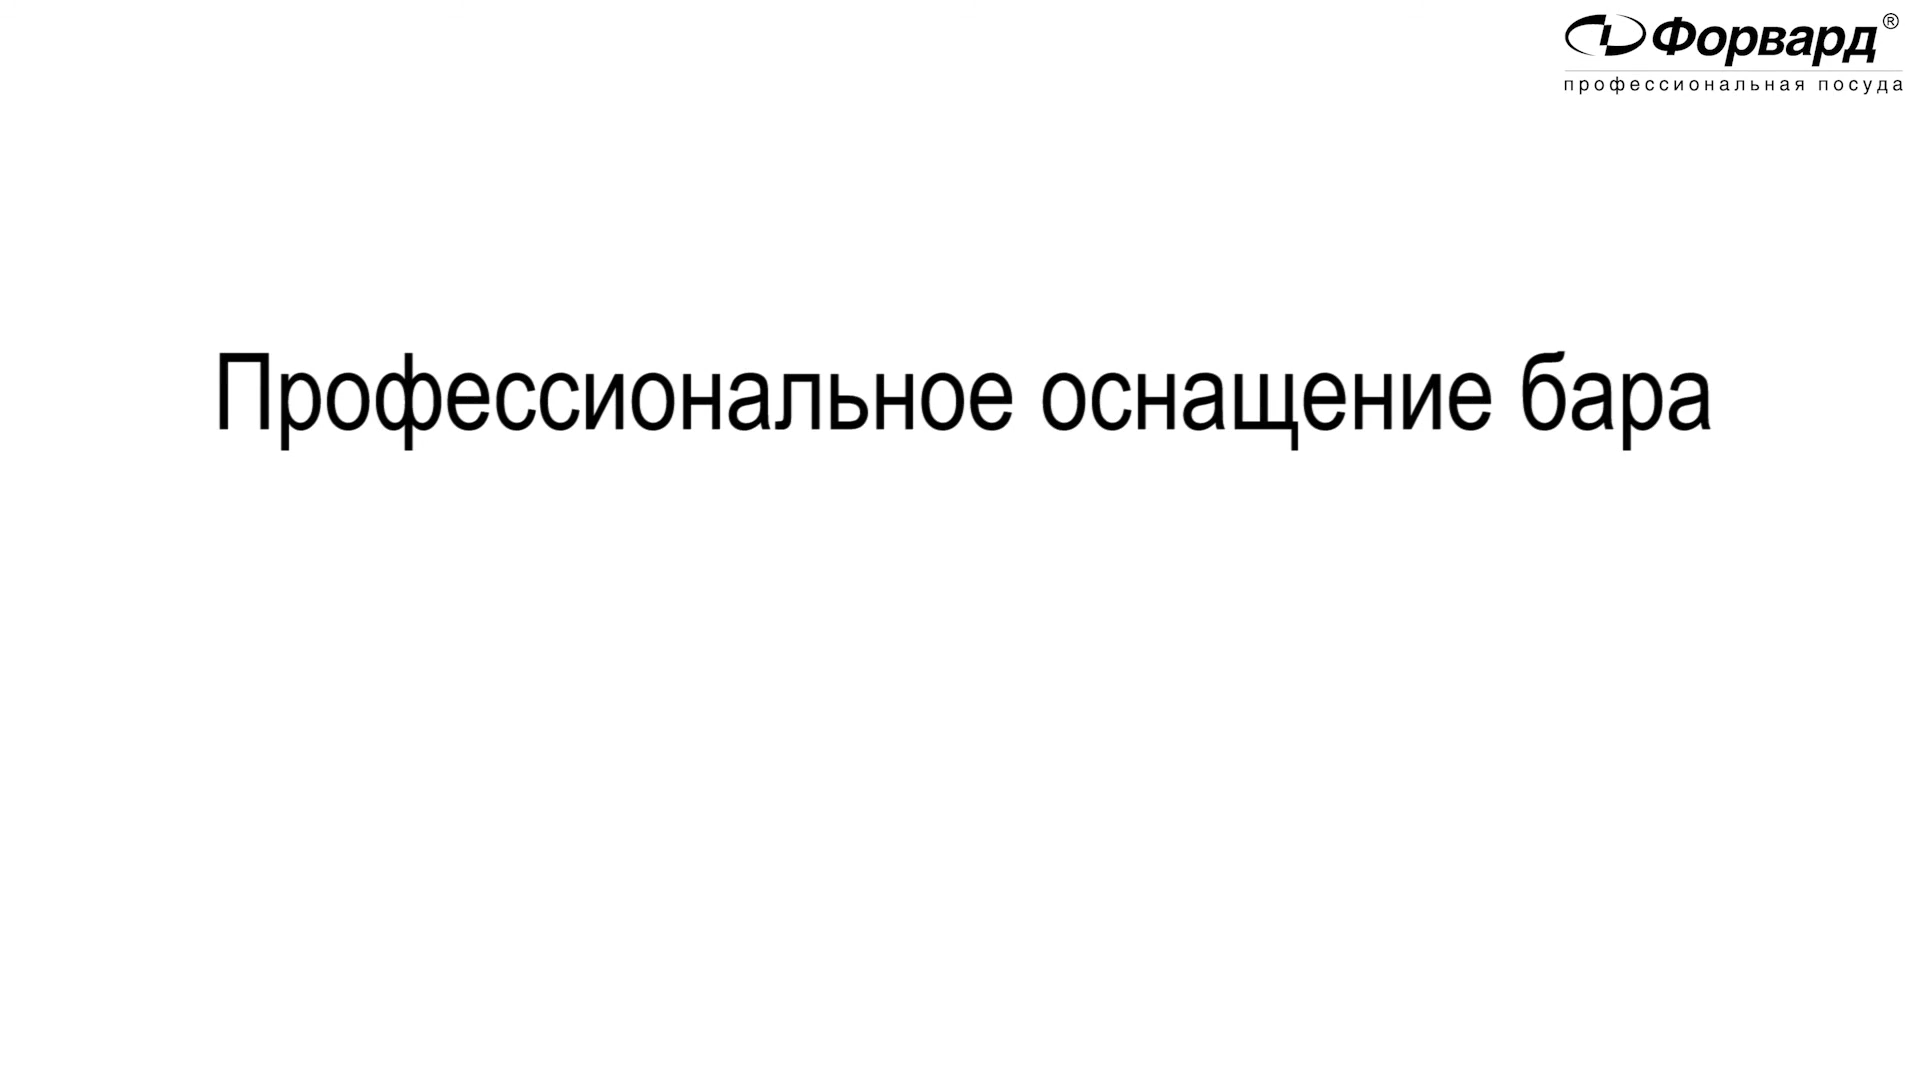 Форвард®
профессиональная посуда
Профессиональное оснащение бара